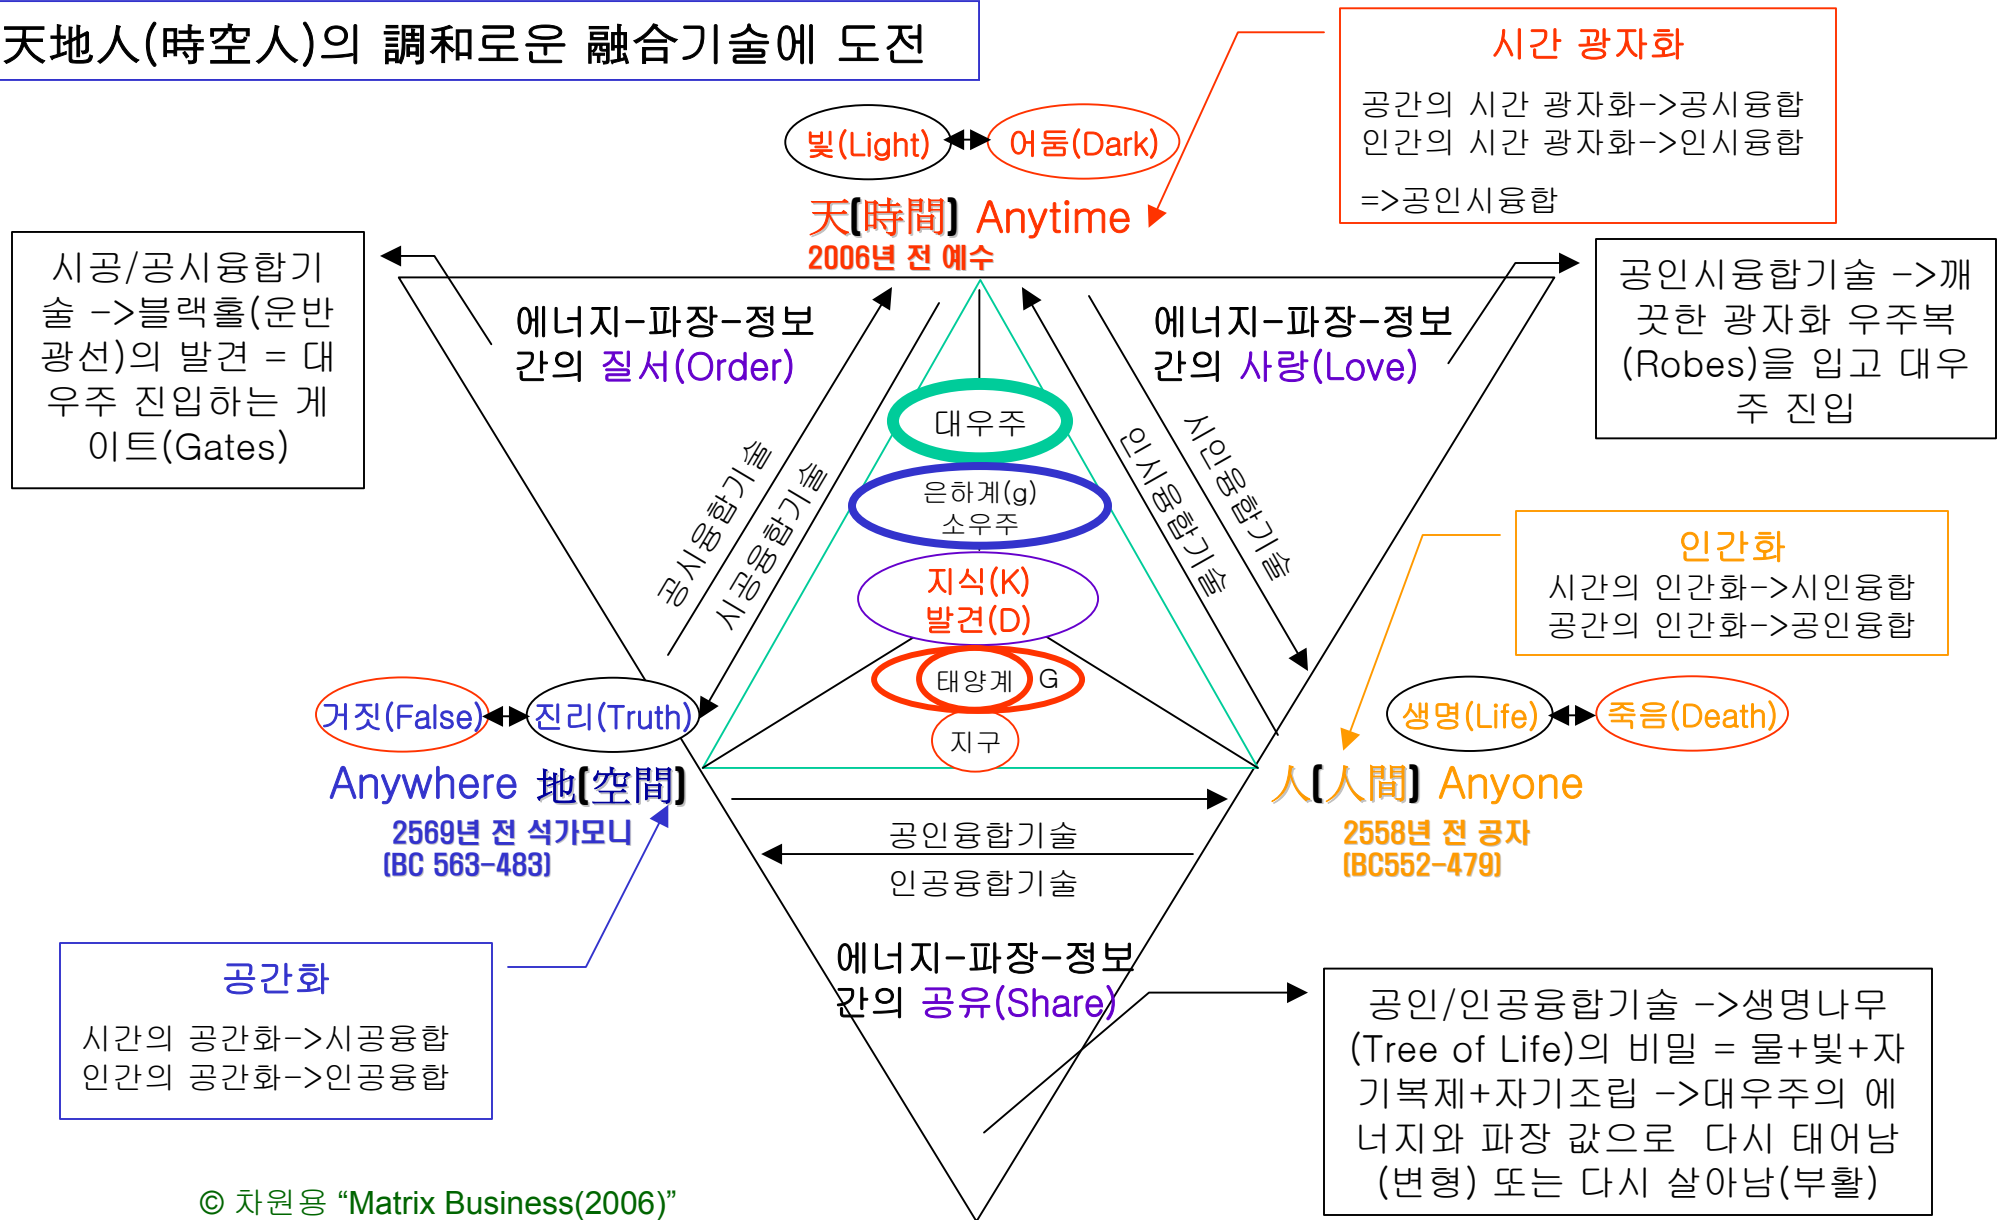 天地人(時空人)의 調和로운 融合기술에 도전
시간 광자화
공간의 시간 광자화->공시융합
인간의 시간 광자화->인시융합
=>공인시융합
빛(Light)
어둠(Dark)
天(時間) Anytime
2006년 전 예수
시공/공시융합기
술 ->블랙홀(운반
광선)의 발견 = 대
우주 진입하는 게
이트(Gates)
에너지-파장-정보
간의 질서(Order)
에너지-파장-정보
간의 사랑(Love)
공인시융합기술 ->깨
끗한 광자화 우주복
(Robes)을 입고 대우
주 진입
공시융합기술
시공융합기술
인시융합기술
시인융합기술
대우주
은하계(g)
소우주
지식(K)
발견(D)
태양계
G
지구
인간화
시간의 인간화->시인융합
공간의 인간화->공인융합
거짓(False)
진리(Truth)
생명(Life)
죽음(Death)
Anywhere 地(空間)
2569년 전 석가모니
(BC 563-483)
人(人間) Anyone
2558년 전 공자
(BC552-479)
공인융합기술
인공융합기술
공간화
시간의 공간화->시공융합
인간의 공간화->인공융합
에너지-파장-정보
간의 공유(Share)
공인/인공융합기술 ->생명나무
(Tree of Life)의 비밀 = 물+빛+자
기복제+자기조립 ->대우주의 에
너지와 파장 값으로 다시 태어남
(변형) 또는 다시 살아남(부활)
© 차원용 “Matrix Business(2006)”